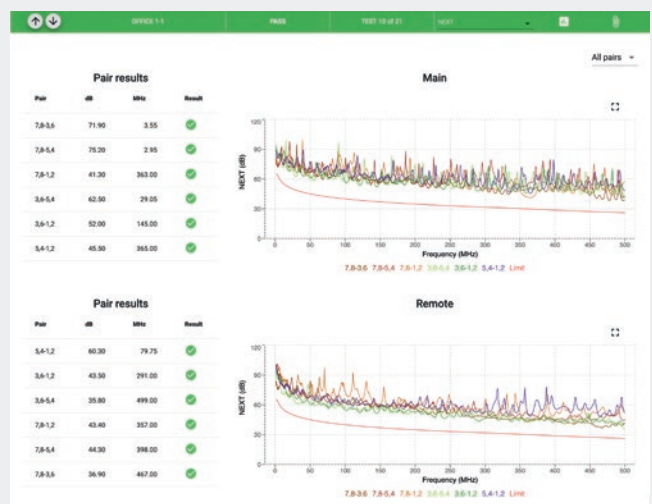 OFFICE 1-1 PASS TEST 10 of 21 NEXT
All pairs
Pair results
Pair dB MHz Result
7,8-3,6 71.90 3.55
7,8-5,4 75.20 2.95
7,8-1,2 41.30 363.00
3,6-5,4 62.50 29.05
3,6-1,2 52.00 145.00
5,4-1,2 45.50 365.00
Main
NEXT (dB)
120
90
60
30
0
0 50 100 150 200 250 300 350 400 450 500
Frequency (MHz)
7,8-3,6 7,8-5,4 7,8-1,2 3,6-5,4 3,6-1,2 5,4-1,2 Limit
Pair results
Pair dB MHz Result
5,4-1,2 60.30 79.75
3,6-1,2 43.50 291.00
3,6-5,4 35.80 499.00
7,8-1,2 43.40 357.00
7,8-5,4 44.30 398.00
7,8-3,6 36.90 467.00
Remote
NEXT (dB)
120
90
60
30
0
0 50 100 150 200 250 300 350 400 450 500
Frequency (MHz)
7,8-3,6 7,8-5,4 7,8-1,2 3,6-5,4 3,6-1,2 5,4-1,2 Limit